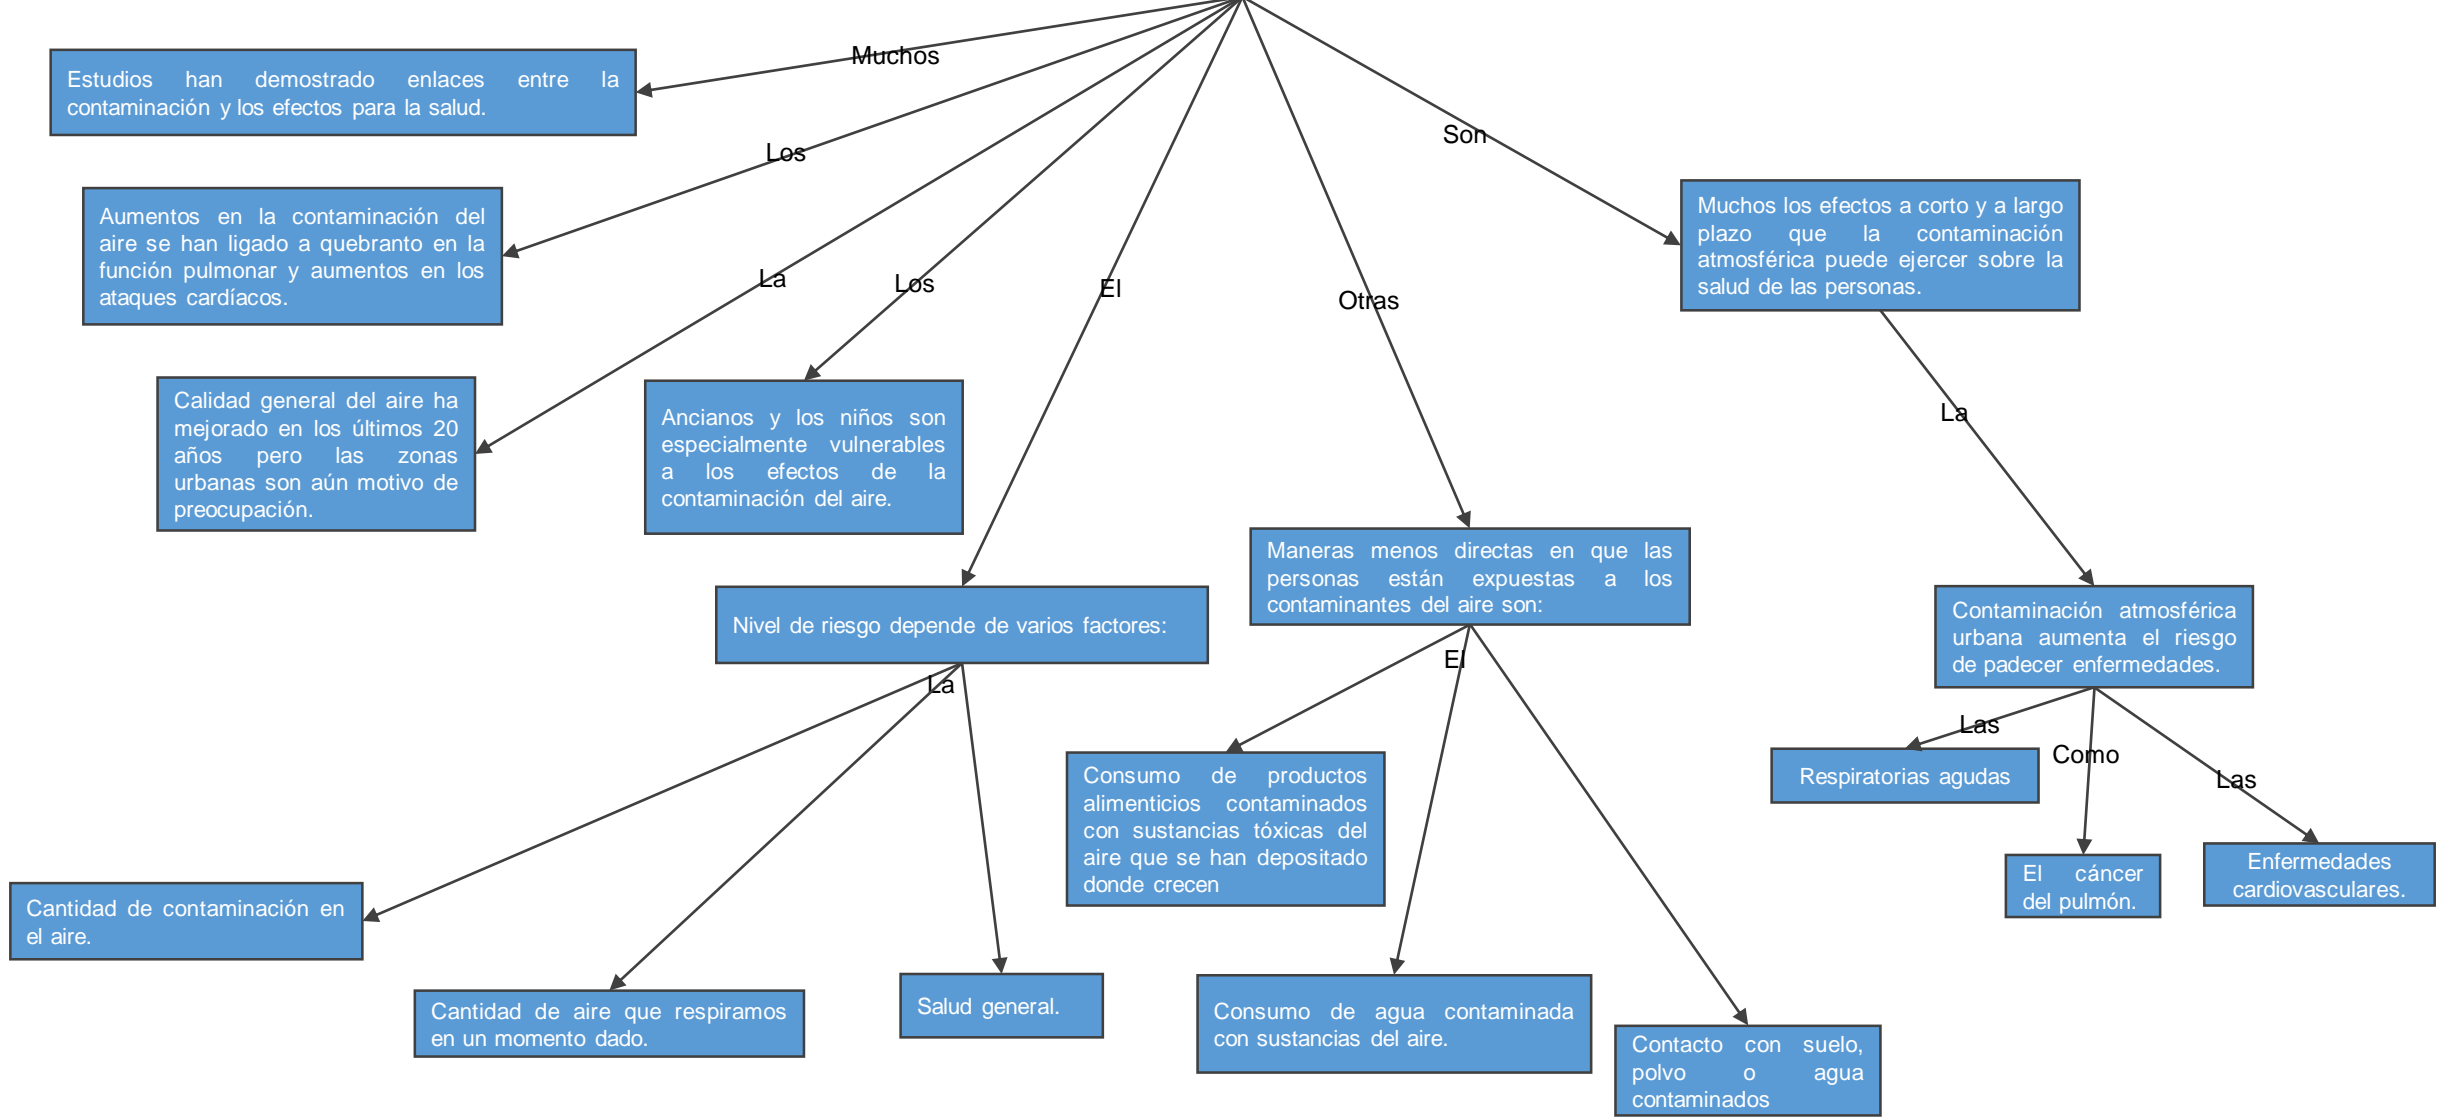 Muchos
Estudios han demostrado enlaces entre la
contaminación y los efectos para la salud.
Los
Aumentos en la contaminación del
aire se han ligado a quebranto en la
función pulmonar y aumentos en los
ataques cardíacos.
La
Calidad general del aire ha
mejorado en los últimos 20
años pero las zonas
urbanas son aún motivo de
preocupación.
Los
Ancianos y los niños son
especialmente vulnerables
a los efectos de la
contaminación del aire.
El
Nivel de riesgo depende de varios factores:
La
Cantidad de contaminación en
el aire.
Cantidad de aire que respiramos
en un momento dado.
Salud general.
Otras
Maneras menos directas en que las
personas están expuestas a los
contaminantes del aire son:
El
Consumo de productos
alimenticios contaminados
con sustancias tóxicas del
aire que se han depositado
donde crecen
Consumo de agua contaminada
con sustancias del aire.
Contacto con suelo,
polvo o agua
contaminados
Son
Muchos los efectos a corto y a largo
plazo que la contaminación
atmosférica puede ejercer sobre la
salud de las personas.
La
Contaminación atmosférica
urbana aumenta el riesgo
de padecer enfermedades.
Las
Respiratorias agudas
Como
El cáncer
del pulmón.
Las
Enfermedades
cardiovasculares.